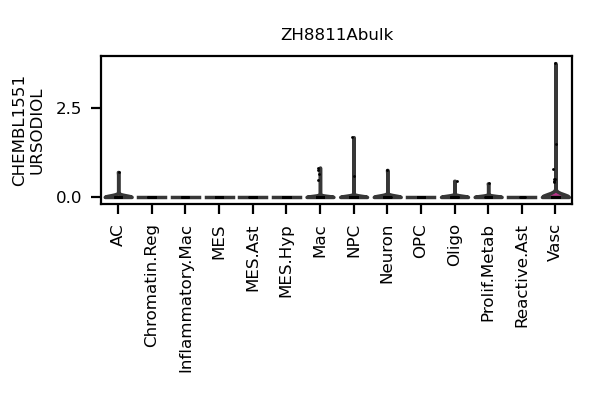 ZH8811Abulk
CHEMBL1551
URSODIOL
2.5
0.0
AC
Chromatin.Reg
Inflammatory.Mac
MES
MES.Ast
MES.Hyp
Mac
NPC
Neuron
OPC
Oligo
Prolif.Metab
Reactive.Ast
Vasc